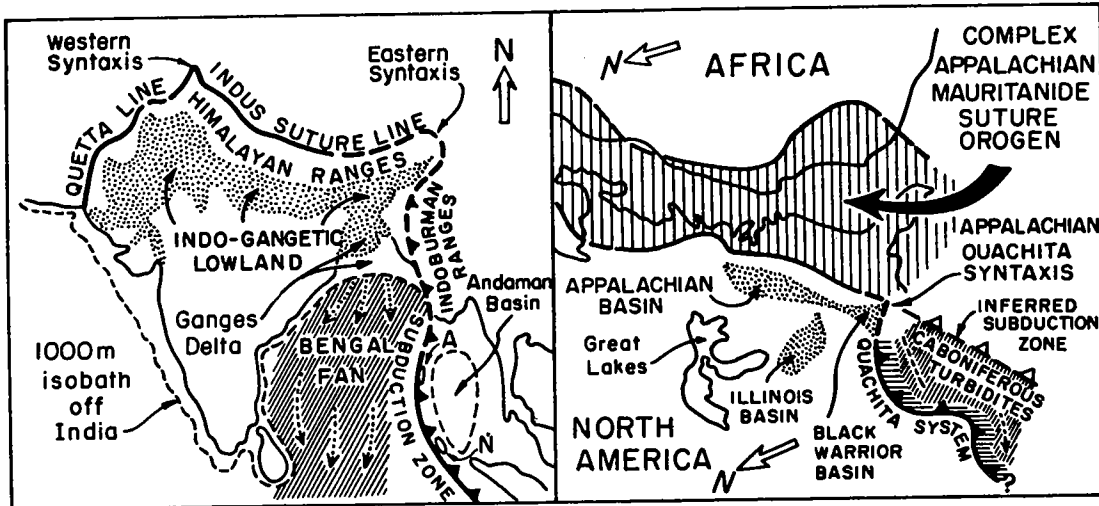 Western
Syntaxis
QUETTA LINE
INDUS SUTURE LINE
HIMALAYAN RANGES
Eastern
Syntaxis
N
INDO-GANGETIC
LOWLAND
INDOBURMAN
RANGES
Andaman
Basin
Ganges
Delta
BENGAL
FAN
SUBDUCTION ZONE
A
N
1000m
isobath
off
India
N
AFRICA
COMPLEX
APPALACHIAN
MAURITANIDE
SUTURE
OROGEN
APPALACHIAN
OUACHITA
SYNTAXIS
APPALACHIAN
BASIN
Great
Lakes
ILLINOIS
BASIN
INFERRED
SUBDUCTION
ZONE
CABONIFEROUS
TURBIDITES
OUACHITA
SYSTEM
BLACK
WARRIOR
BASIN
NORTH
AMERICA
N
?